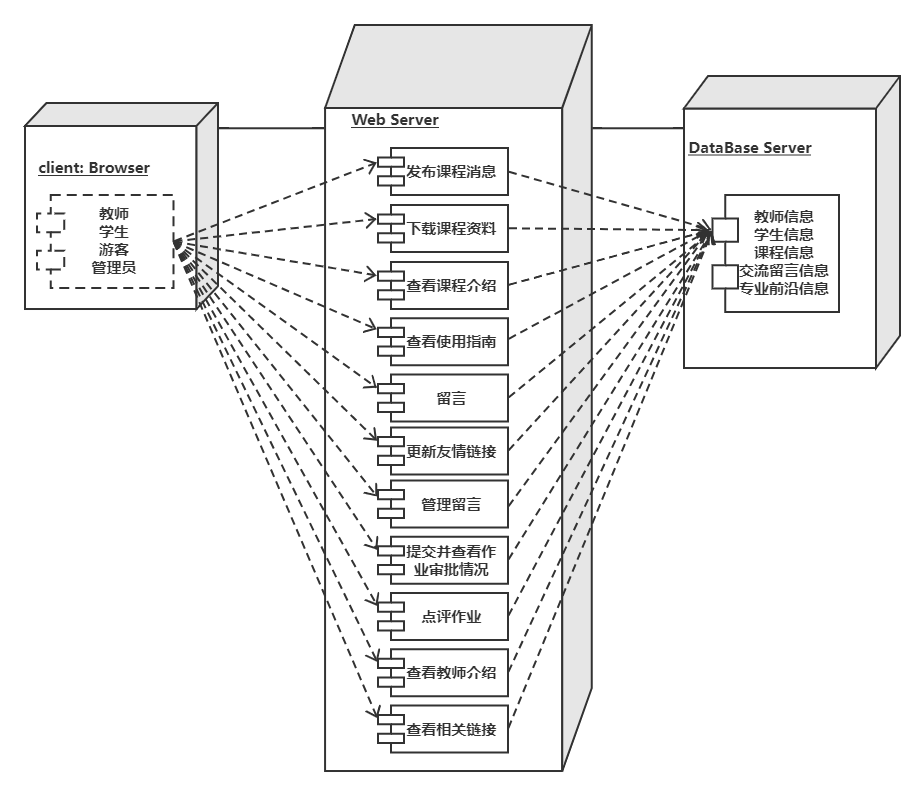 client: Browser
教师
学生
游客
管理员
Web Server
发布课程消息
下载课程资料
查看课程介绍
查看使用指南
留言
更新友情链接
管理留言
提交并查看作
业审批情况
点评作业
查看教师介绍
查看相关链接
DataBase Server
教师信息
学生信息
课程信息
交流留言信息
专业前沿信息